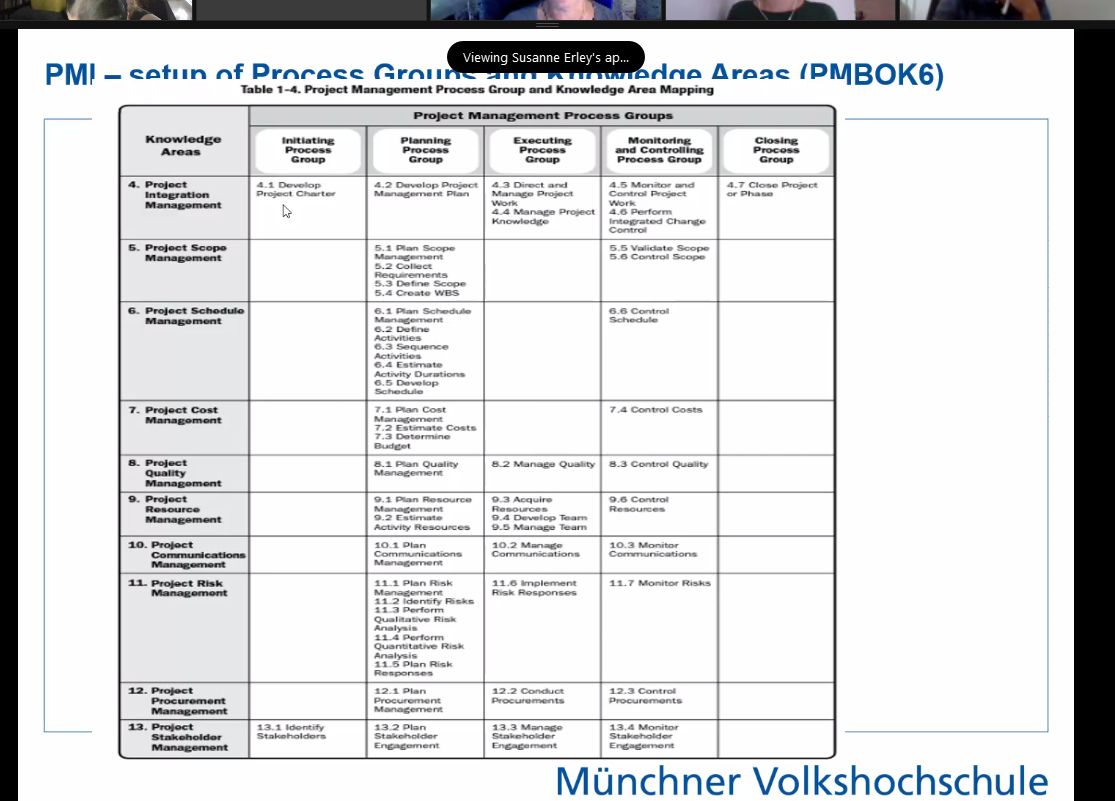 Viewing Susanne Erley's ap...
PMI – setup of Process Groups and Knowledge Areas (PMBOK6)
Table 1-4. Project Management Process Group and Knowledge Area Mapping
Project Management Process Groups
Knowledge
Areas
Initiating
Process
Group
Planning
Process
Group
Executing
Process
Group
Monitoring
and Controlling
Process Group
Closing
Process
Group
4. Project
Integration
Management
4.1 Develop
Project Charter
4.2 Develop Project
Management Plan
4.3 Direct and
Manage Project
Work
4.4 Manage Project
Knowledge
4.5 Monitor and
Control Project
Work
4.6 Perform
Integrated Change
Control
4.7 Close Project
or Phase
5. Project Scope
Management
5.1 Plan Scope
Management
5.2 Collect
Requirements
5.3 Define Scope
5.4 Create WBS
5.5 Validate Scope
5.6 Control Scope
6. Project Schedule
Management
6.1 Plan Schedule
Management
6.2 Define
Activities
6.3 Sequence
Activities
6.4 Estimate
Activity Durations
6.5 Develop
Schedule
6.6 Control
Schedule
7. Project Cost
Management
7.1 Plan Cost
Management
7.2 Estimate Costs
7.3 Determine
Budget
7.4 Control Costs
8. Project
Quality
Management
8.1 Plan Quality
Management
8.2 Manage Quality
8.3 Control Quality
9. Project
Resource
Management
9.1 Plan Resource
Management
9.2 Estimate
Activity Resources
9.3 Acquire
Resources
9.4 Develop Team
9.5 Manage Team
9.6 Control
Resources
10. Project
Communications
Management
10.1 Plan
Communications
Management
10.2 Manage
Communications
10.3 Monitor
Communications
11. Project Risk
Management
11.1 Plan Risk
Management
11.2 Identify Risks
11.3 Perform
Qualitative Risk
Analysis
11.4 Perform
Quantitative Risk
Analysis
11.5 Plan Risk
Responses
11.6 Implement
Risk Responses
11.7 Monitor Risks
12. Project
Procurement
Management
12.1 Plan
Procurement
Management
12.2 Conduct
Procurements
12.3 Control
Procurements
13. Project
Stakeholder
Management
13.1 Identify
Stakeholders
13.2 Plan
Stakeholder
Engagement
13.3 Manage
Stakeholder
Engagement
13.4 Monitor
Stakeholder
Engagement
Münchner Volkshochschule